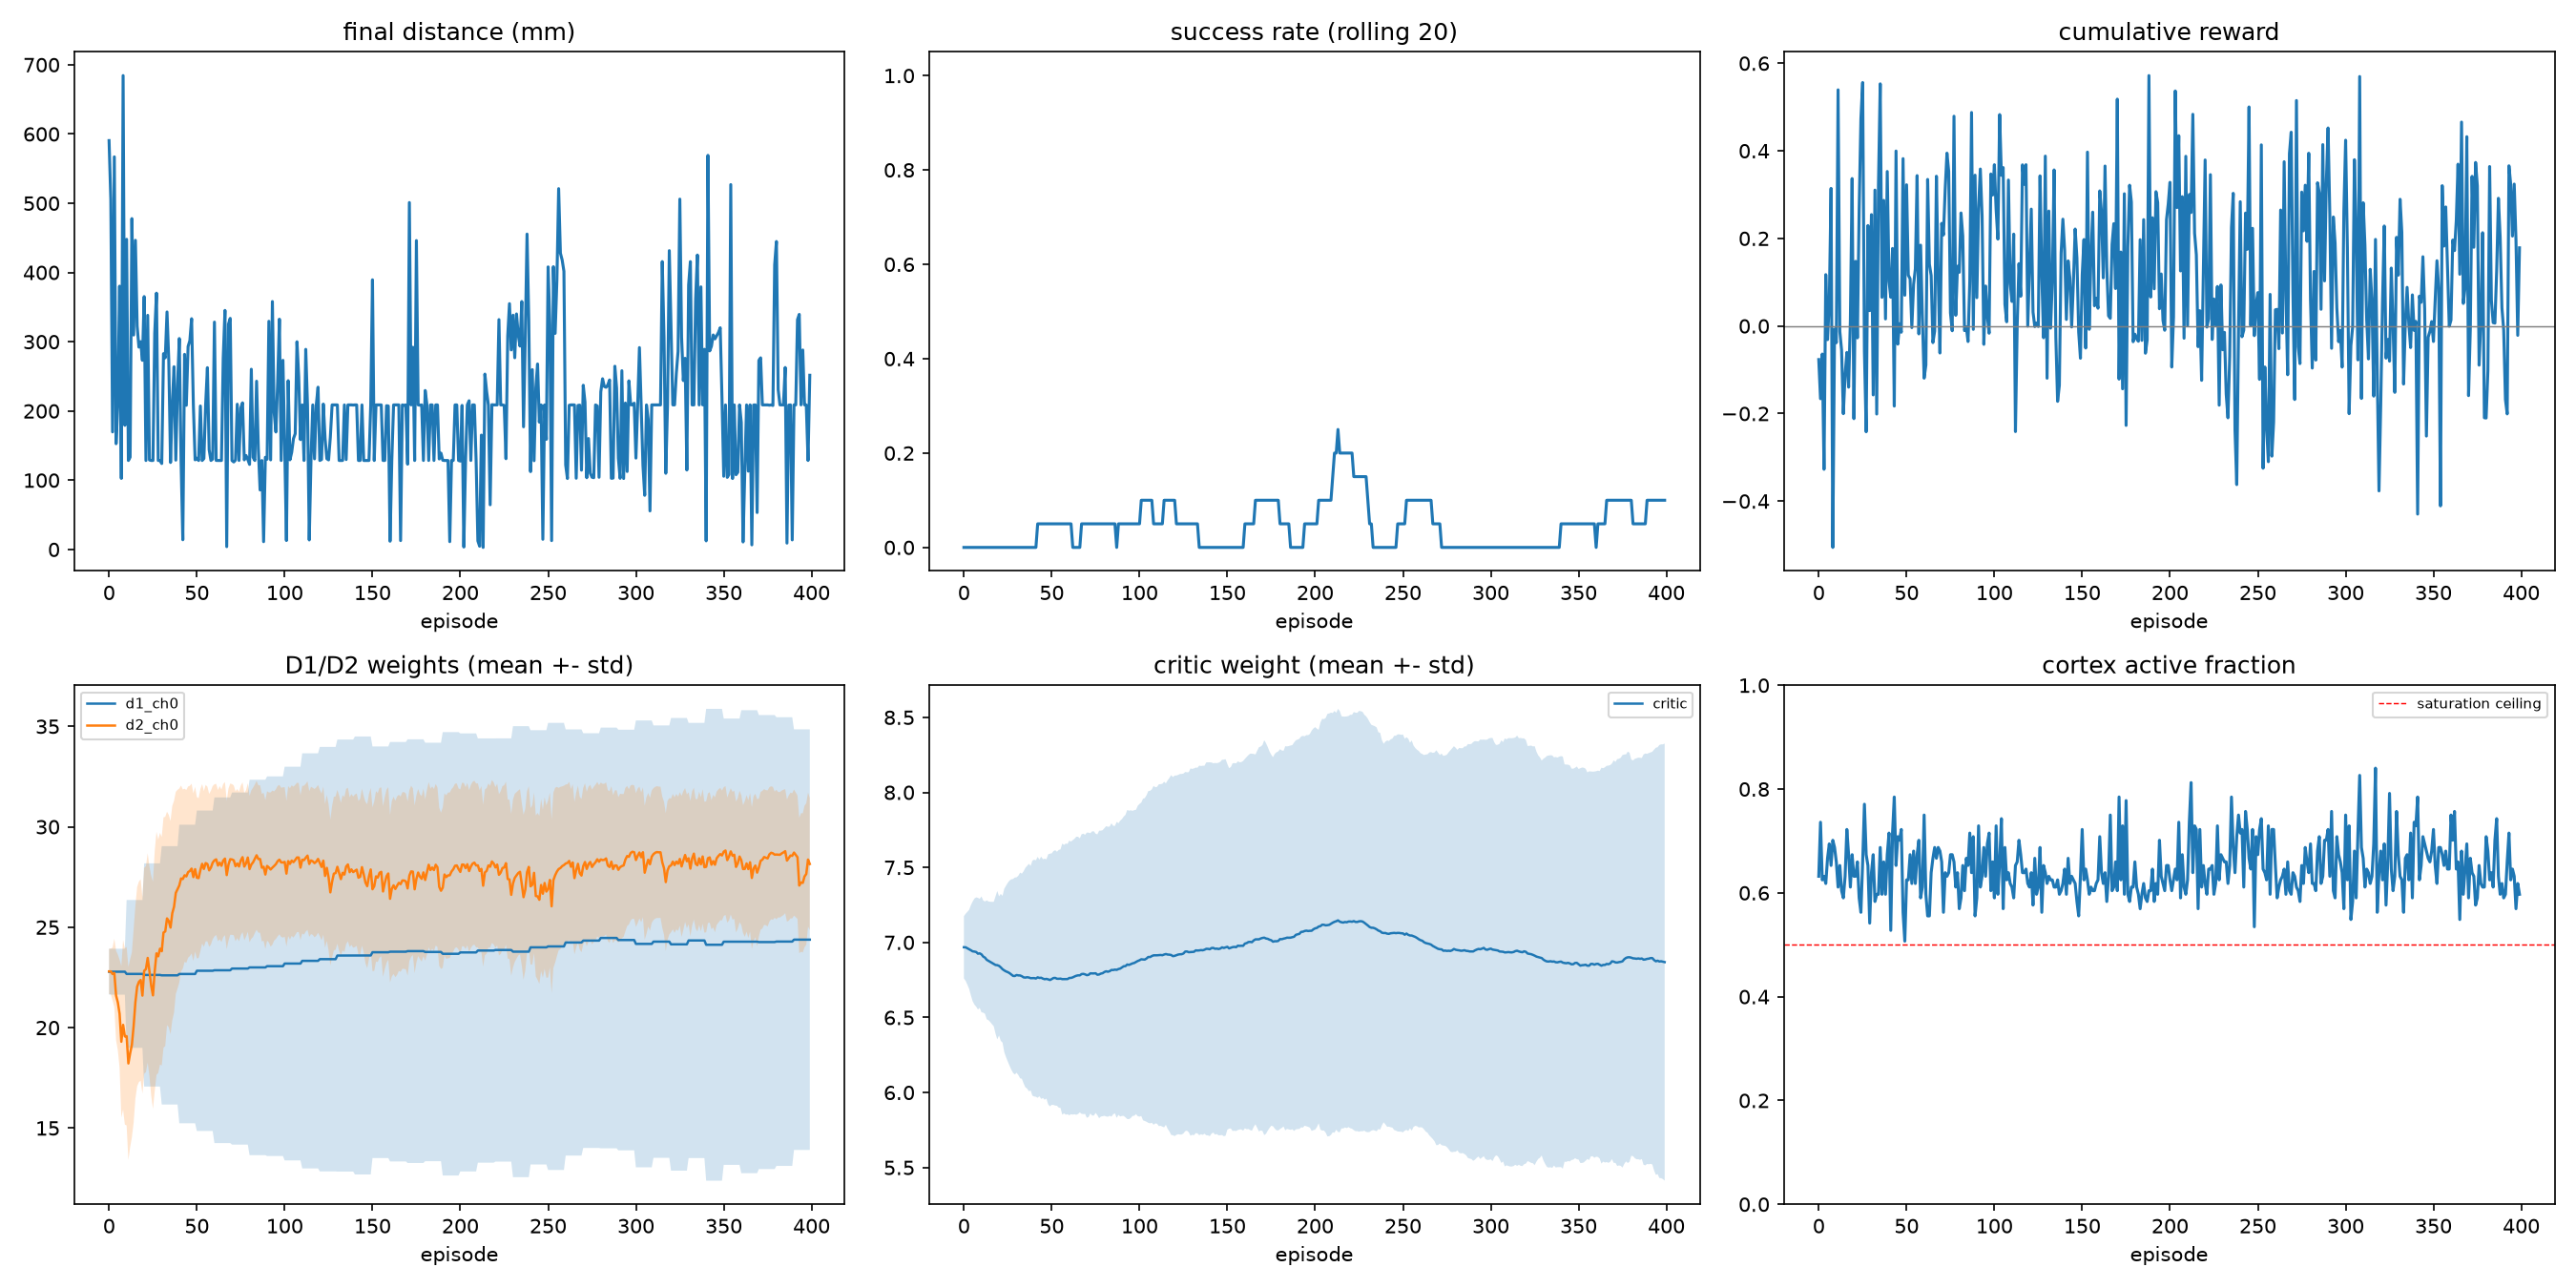 final distance (mm)
700
600
500
400
300
200
100
0
0 50 100 150 200 250 300 350 400
episode
success rate (rolling 20)
1.0
0.8
0.6
0.4
0.2
0.0
0 50 100 150 200 250 300 350 400
episode
cumulative reward
0.6
0.4
0.2
0.0
−0.2
−0.4
0 50 100 150 200 250 300 350 400
episode
D1/D2 weights (mean +- std)
d1_ch0
d2_ch0
35
30
25
20
15
0 50 100 150 200 250 300 350 400
episode
critic weight (mean +- std)
critic
8.5
8.0
7.5
7.0
6.5
6.0
5.5
0 50 100 150 200 250 300 350 400
episode
cortex active fraction
saturation ceiling
1.0
0.8
0.6
0.4
0.2
0.0
0 50 100 150 200 250 300 350 400
episode